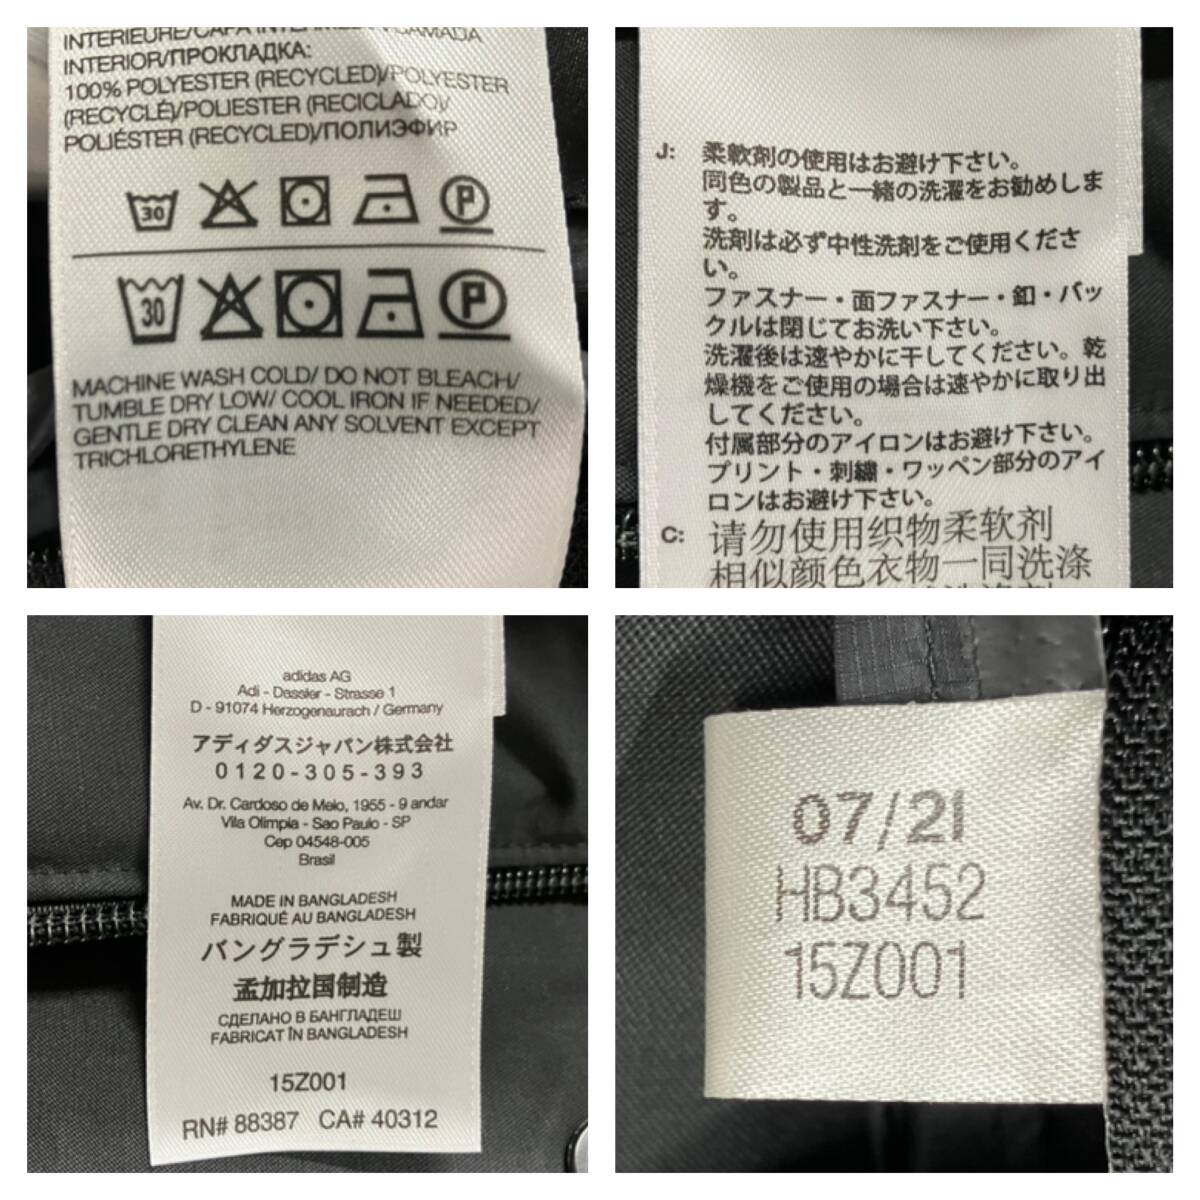 INTERIEURE/CAPA
INTERIOR/ПРОКЛАДКА:
100% POLYESTER (RECYCLED)/POLYESTER
(RECYCLÉ)/POLIESTER (RECICLADO)/
POLIÉSTER (RECYCLED)/ПОЛИЭФИР
30 P
30 P
MACHINE WASH COLD/ DO NOT BLEACH/
TUMBLE DRY LOW/ COOL IRON IF NEEDED/
GENTLE DRY CLEAN ANY SOLVENT EXCEPT
TRICHLORETHYLENE
J: 柔軟剤の使用はお避け下さい。
同色の製品と一緒の洗濯をお勧めしま
す。
洗剤は必ず中性洗剤をご使用くださ
い。
ファスナー・面ファスナー・釦・バッ
クルは閉じてお洗い下さい。
洗濯後は速やかに干してください。乾
燥機をご使用の場合は速やかに取り出
してください。
付属部分のアイロンはお避け下さい。
プリント・刺繍・ワッペン部分のアイ
ロンはお避け下さい。
C: 请勿使用织物柔软剂
相似颜色衣物一同洗涤
adidas AG
Adi - Dassler - Strasse 1
D - 91074 Herzogenaurach / Germany
アディダスジャパン株式会社
0120-305-393
Av. Dr. Cardoso de Melo, 1955 - 9 andar
Vila Olimpia - Sao Paulo - SP
Cep 04548-005
Brasil
MADE IN BANGLADESH
FABRIQUÉ AU BANGLADESH
バングラデシュ製
孟加拉国制造
СДЕЛАНО В БАНГЛАДЕШ
FABRICAT ÎN BANGLADESH
15Z001
RN# 88387 CA# 40312
07/21
HB3452
15Z001